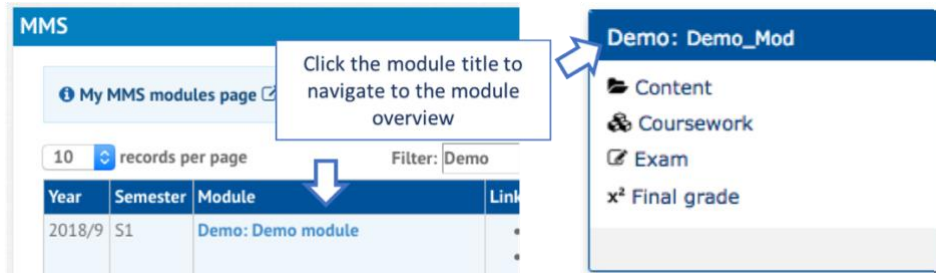 MMS
Click the module title to
navigate to the module
overview
My MMS modules page
10 records per page
Filter: Demo
Year Semester Module
2018/9 S1 Demo: Demo module
Demo: Demo_Mod
Content
Coursework
Exam
x² Final grade